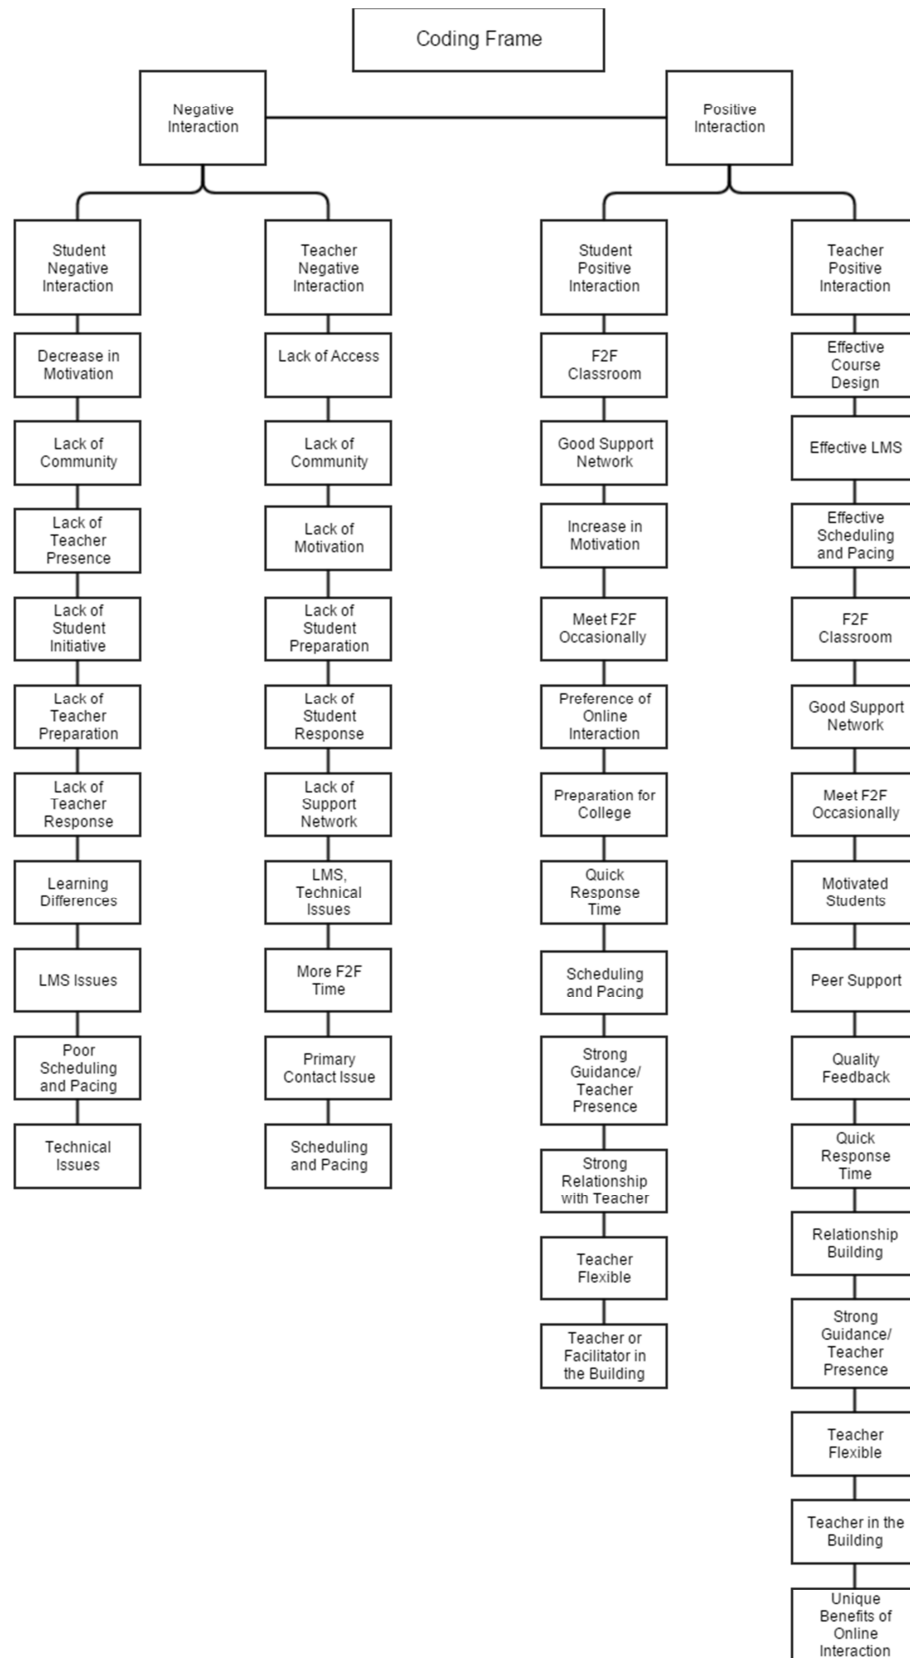 Coding Frame
Negative
Interaction
Positive
Interaction
Student
Negative
Interaction
Decrease in
Motivation
Lack of
Community
Lack of
Teacher
Presence
Lack of
Student
Initiative
Lack of
Teacher
Preparation
Lack of
Teacher
Response
Learning
Differences
LMS Issues
Poor
Scheduling
and Pacing
Technical
Issues
Teacher
Negative
Interaction
Lack of Access
Lack of
Community
Lack of
Motivation
Lack of
Student
Preparation
Lack of
Student
Response
Lack of
Support
Network
LMS,
Technical
Issues
More F2F
Time
Primary
Contact Issue
Scheduling
and Pacing
Student
Positive
Interaction
F2F
Classroom
Good Support
Network
Increase in
Motivation
Meet F2F
Occasionally
Preference of
Online
Interaction
Preparation for
College
Quick
Response
Time
Scheduling
and Pacing
Strong
Guidance/
Teacher
Presence
Strong
Relationship
with Teacher
Teacher
Flexible
Teacher or
Facilitator in
the Building
Teacher
Positive
Interaction
Effective
Course
Design
Effective LMS
Effective
Scheduling
and Pacing
F2F
Classroom
Good Support
Network
Meet F2F
Occasionally
Motivated
Students
Peer Support
Quality
Feedback
Quick
Response
Time
Relationship
Building
Strong
Guidance/
Teacher
Presence
Teacher
Flexible
Teacher in the
Building
Unique
Benefits of
Online
Interaction